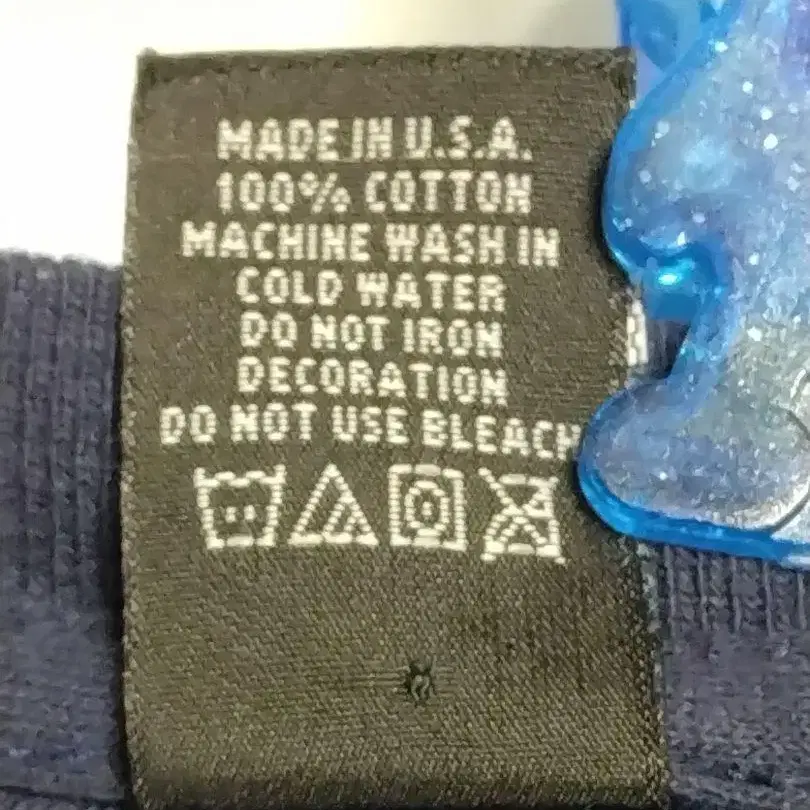 MADE IN U.S.A.
100% COTTON
MACHINE WASH IN
COLD WATER
DO NOT IRON
DECORATION
DO NOT USE BLEACH